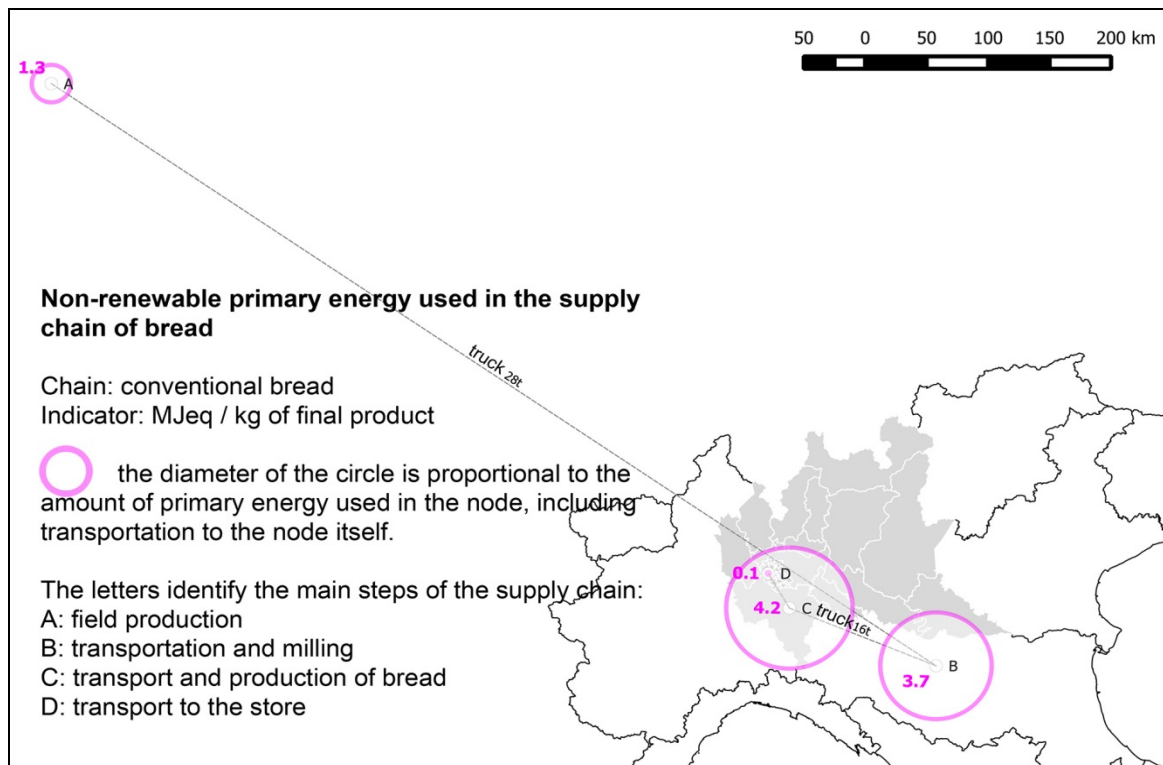 50 0 50 100 150 200 km
1.3 A
Non-renewable primary energy used in the supply
chain of bread
truck 28t
Chain: conventional bread
Indicator: MJeq / kg of final product
the diameter of the circle is proportional to the
amount of primary energy used in the node, including
transportation to the node itself.
The letters identify the main steps of the supply chain:
A: field production
B: transportation and milling
C: transport and production of bread
D: transport to the store
0.1 D
4.2 C truck 16t
3.7 B